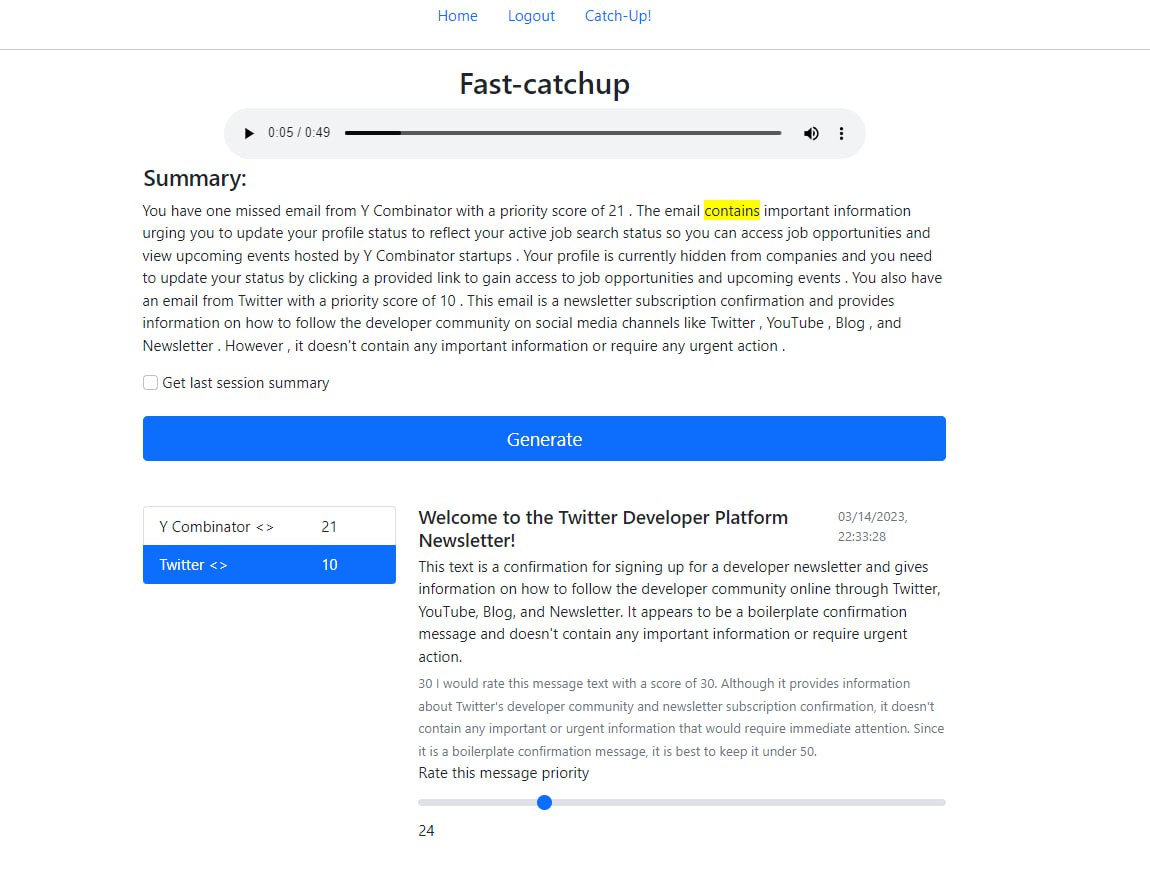 Home Logout Catch-Up!
Fast-catchup
0:05 / 0:49
Summary:
You have one missed email from Y Combinator with a priority score of 21 . The email contains important information
urging you to update your profile status to reflect your active job search status so you can access job opportunities and
view upcoming events hosted by Y Combinator startups . Your profile is currently hidden from companies and you need
to update your status by clicking a provided link to gain access to job opportunities and upcoming events . You also have
an email from Twitter with a priority score of 10 . This email is a newsletter subscription confirmation and provides
information on how to follow the developer community on social media channels like Twitter , YouTube , Blog , and
Newsletter . However , it doesn't contain any important information or require any urgent action .
Get last session summary
Generate
Y Combinator <> 21
Twitter <> 10
Welcome to the Twitter Developer Platform
Newsletter!
03/14/2023,
22:33:28
This text is a confirmation for signing up for a developer newsletter and gives
information on how to follow the developer community online through Twitter,
YouTube, Blog, and Newsletter. It appears to be a boilerplate confirmation
message and doesn't contain any important information or require urgent
action.
30 I would rate this message text with a score of 30. Although it provides information
about Twitter's developer community and newsletter subscription confirmation, it doesn't
contain any important or urgent information that would require immediate attention. Since
it is a boilerplate confirmation message, it is best to keep it under 50.
Rate this message priority
24